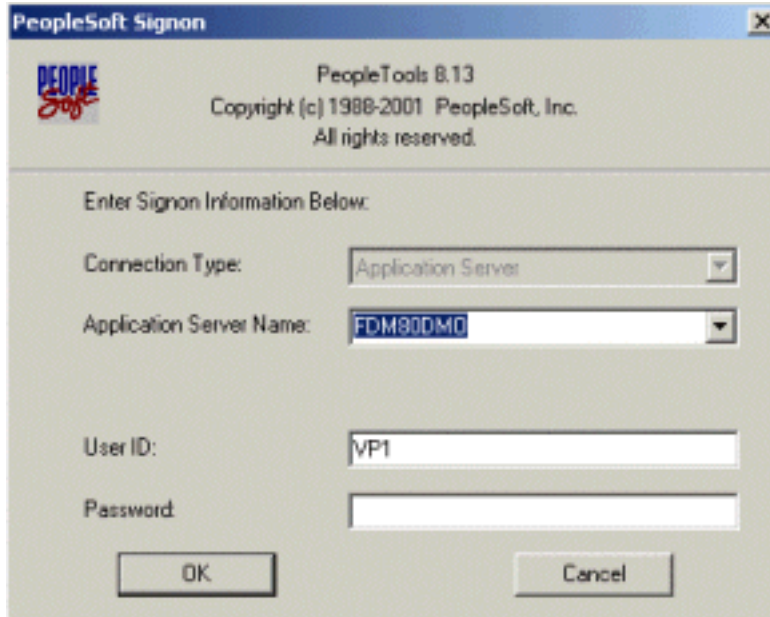 PeopleSoft Signon
PEOPLE
Soft
PeopleTools 8.13
Copyright (c) 1988-2001 PeopleSoft, Inc.
All rights reserved.
Enter Signon Information Below:
Connection Type:
Application Server
Application Server Name:
FDM80DMO
User ID:
VP1
Password:
OK
Cancel